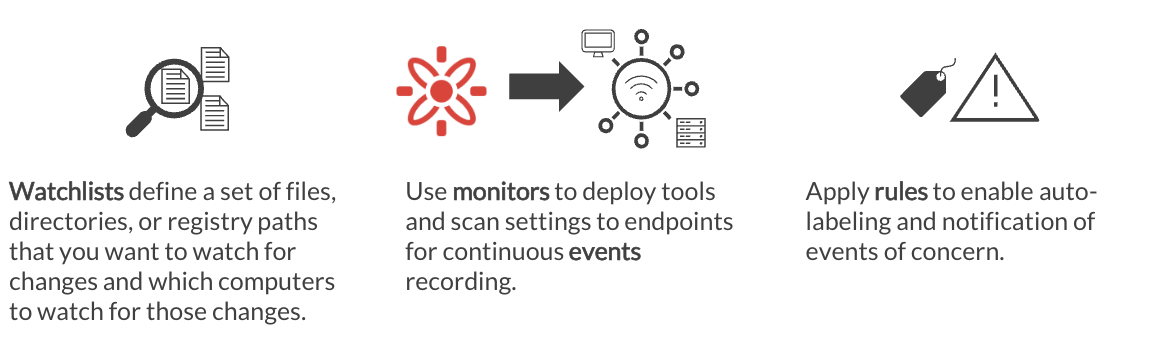 Watchlists define a set of files,
directories, or registry paths
that you want to watch for
changes and which computers
to watch for those changes.
Use monitors to deploy tools
and scan settings to endpoints
for continuous events
recording.
Apply rules to enable auto-
labeling and notification of
events of concern.